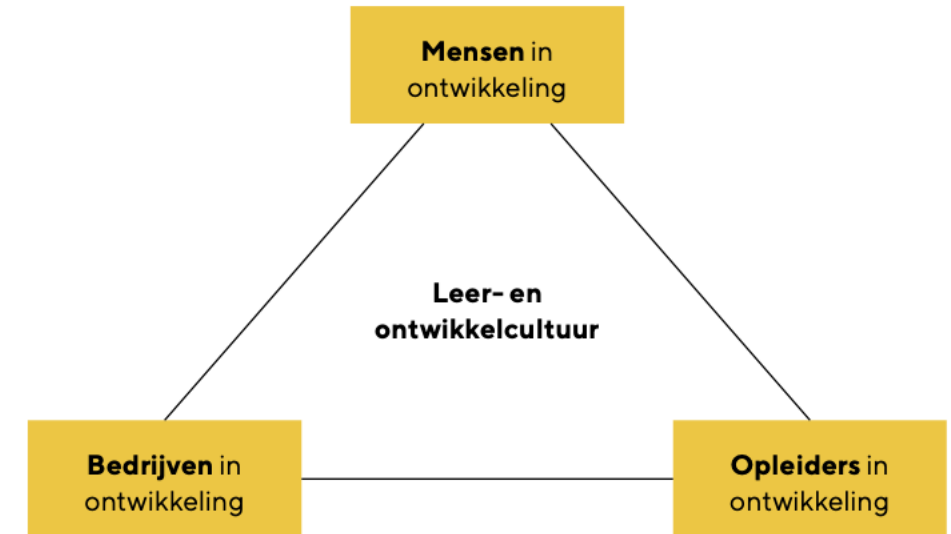 Mensen in
ontwikkeling
Leer- en
ontwikkelcultuur
Bedrijven in
ontwikkeling
Opleiders in
ontwikkeling